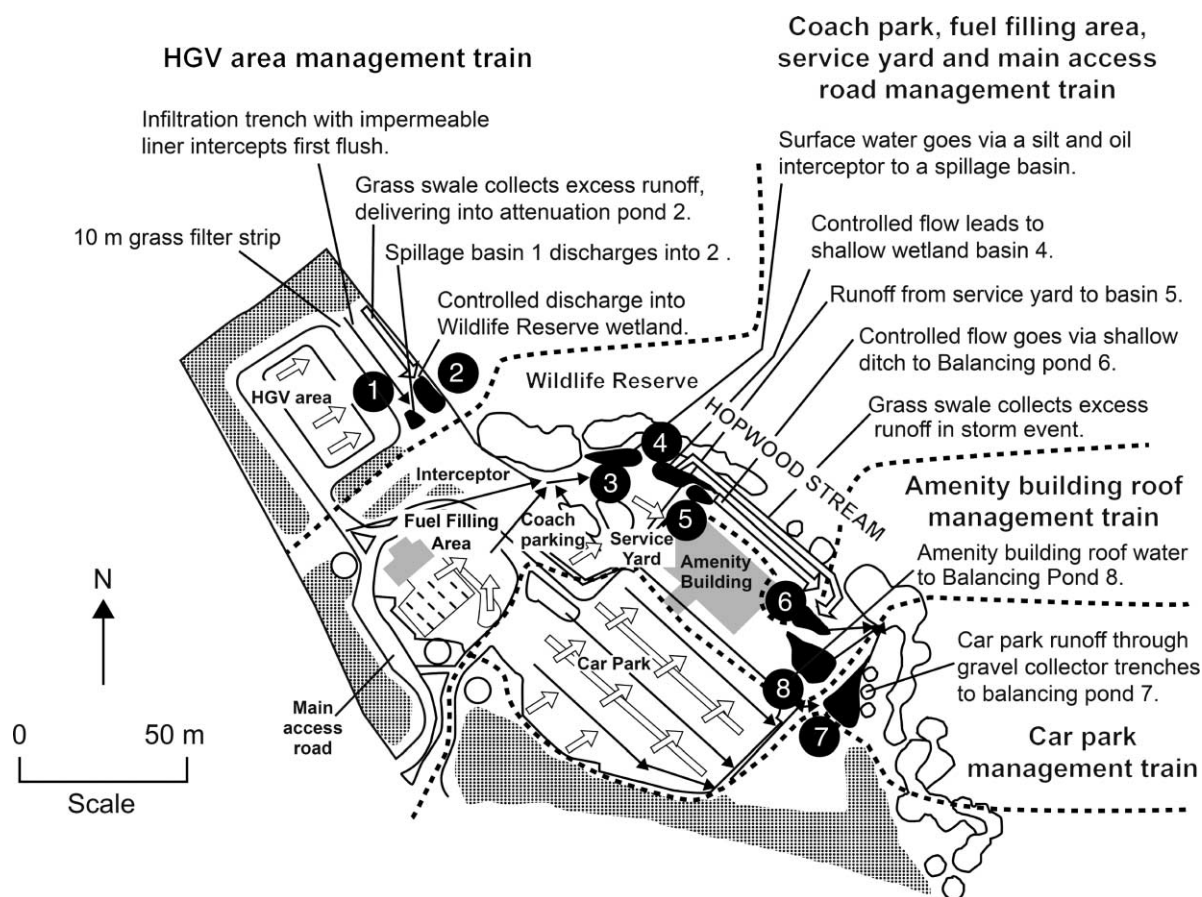 HGV area management train
Coach park, fuel filling area,
service yard and main access
road management train
Infiltration trench with impermeable
liner intercepts first flush.
Grass swale collects excess runoff,
delivering into attenuation pond 2.
10 m grass filter strip
Spillage basin 1 discharges into 2 .
Controlled discharge into
Wildlife Reserve wetland.
Surface water goes via a silt and oil
interceptor to a spillage basin.
Controlled flow leads to
shallow wetland basin 4.
Runoff from service yard to basin 5.
Controlled flow goes via shallow
ditch to Balancing pond 6.
Grass swale collects excess
runoff in storm event.
Wildlife Reserve
HOPWOOD STREAM
HGV area
1
2
3
4
5
6
7
8
Interceptor
Fuel Filling
Area
Coach
parking
Service
Yard
Amenity
Building
Car Park
Main
access
road
Amenity building roof
management train
Amenity building roof water
to Balancing Pond 8.
Car park runoff through
gravel collector trenches
to balancing pond 7.
Car park
management train
N
0
50 m
Scale